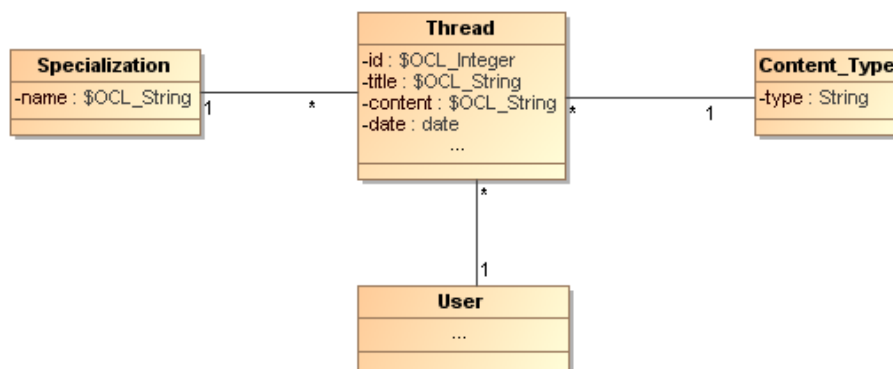 Specialization
-name : $OCL_String
1
*
Thread
-id : $OCL_Integer
-title : $OCL_String
-content : $OCL_String
-date : date
...
*
1
Content_Type
-type : String
*
1
User
...